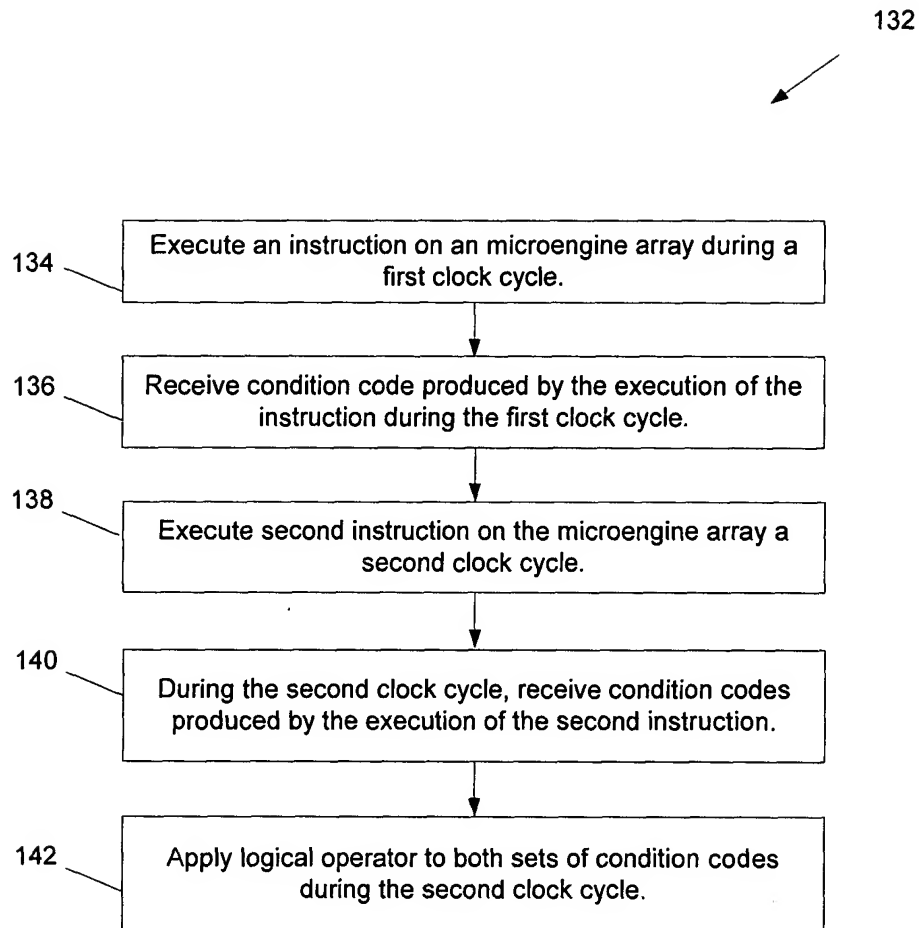 132
134
Execute an instruction on an microengine array during a
first clock cycle.
136
Receive condition code produced by the execution of the
instruction during the first clock cycle.
138
Execute second instruction on the microengine array a
second clock cycle.
140
During the second clock cycle, receive condition codes
produced by the execution of the second instruction.
142
Apply logical operator to both sets of condition codes
during the second clock cycle.